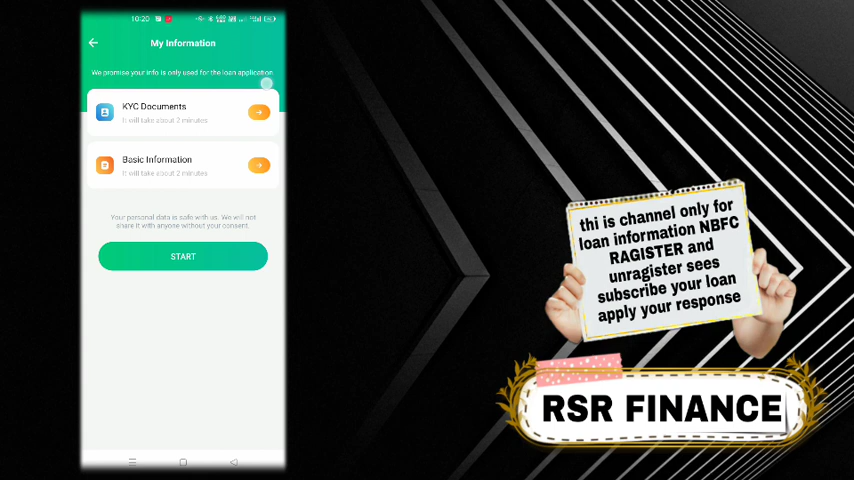 10:20
My Information
We promise your info is only used for the loan application
KYC Documents
It will take about 2 minutes
Basic Information
It will take about 2 minutes
Your personal data is safe with us. We will not
share it with anyone without your consent.
START
thi is channel only for
loan information NBFC
RAGISTER and
unragister sees
subscribe your loan
apply your response
RSR FINANCE